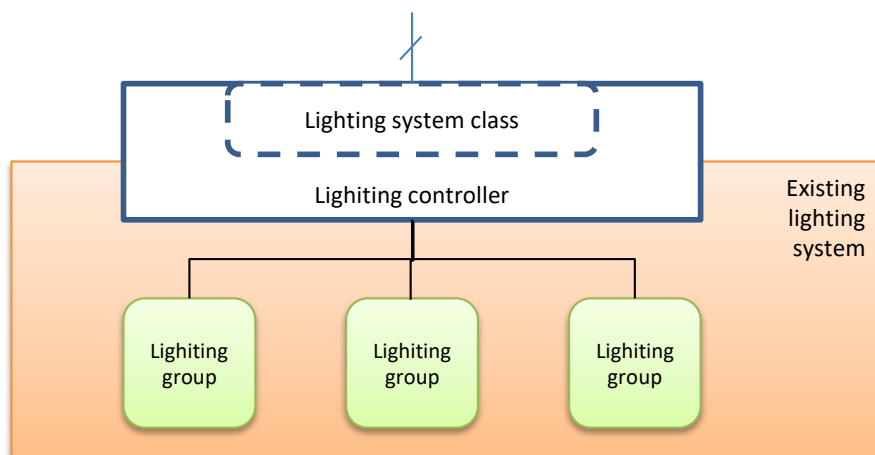 Lighting system class
Lighiting controller
Existing
lighting
system
Lighiting
group
Lighiting
group
Lighiting
group